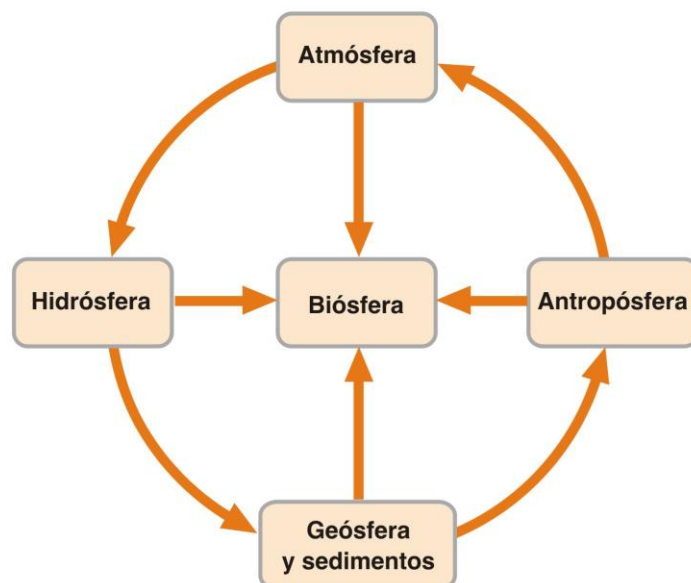 Atmósfera
Hidrósfera
Biósfera
Antropósfera
Geósfera
y sedimentos